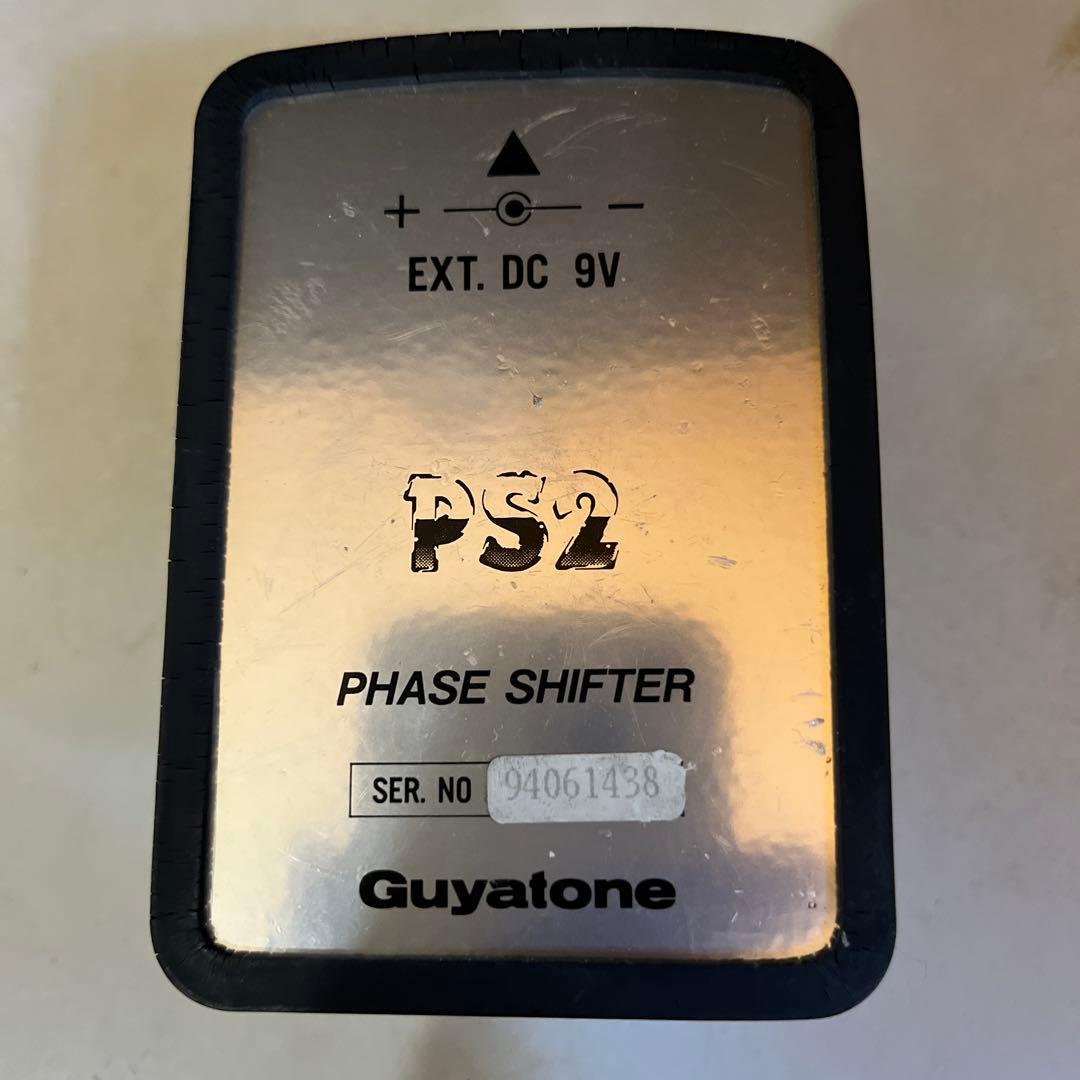 + −
EXT. DC 9V
PS2
PHASE SHIFTER
SER. NO 94061438
Guyatone